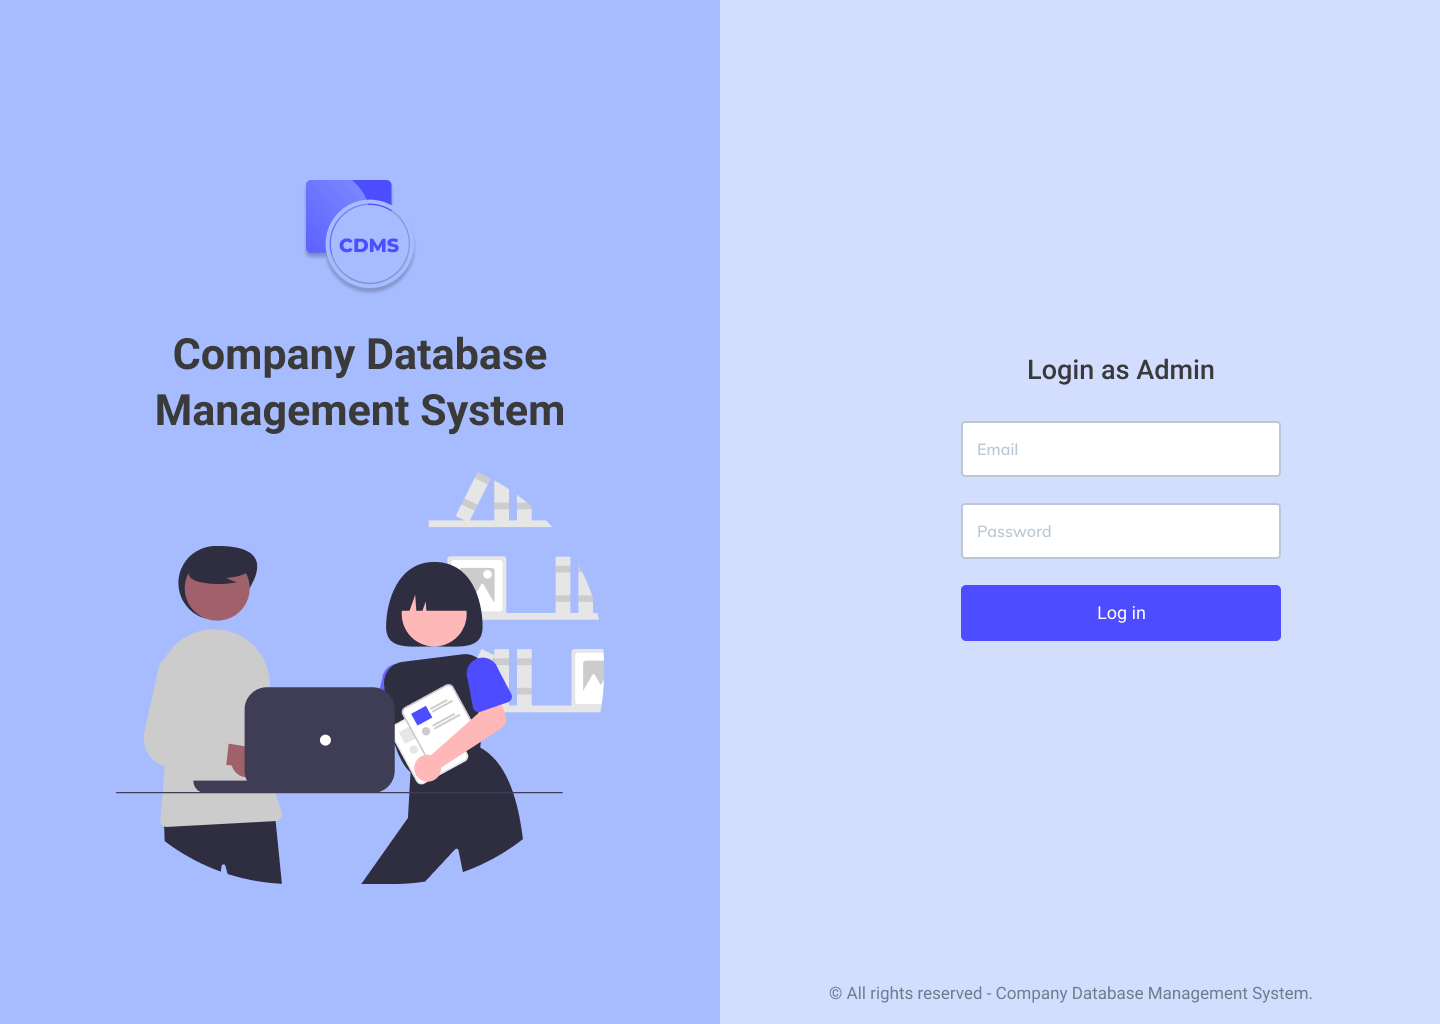 CDMS
Company Database
Management System
Login as Admin
Email
Password
Log in
© All rights reserved - Company Database Management System.